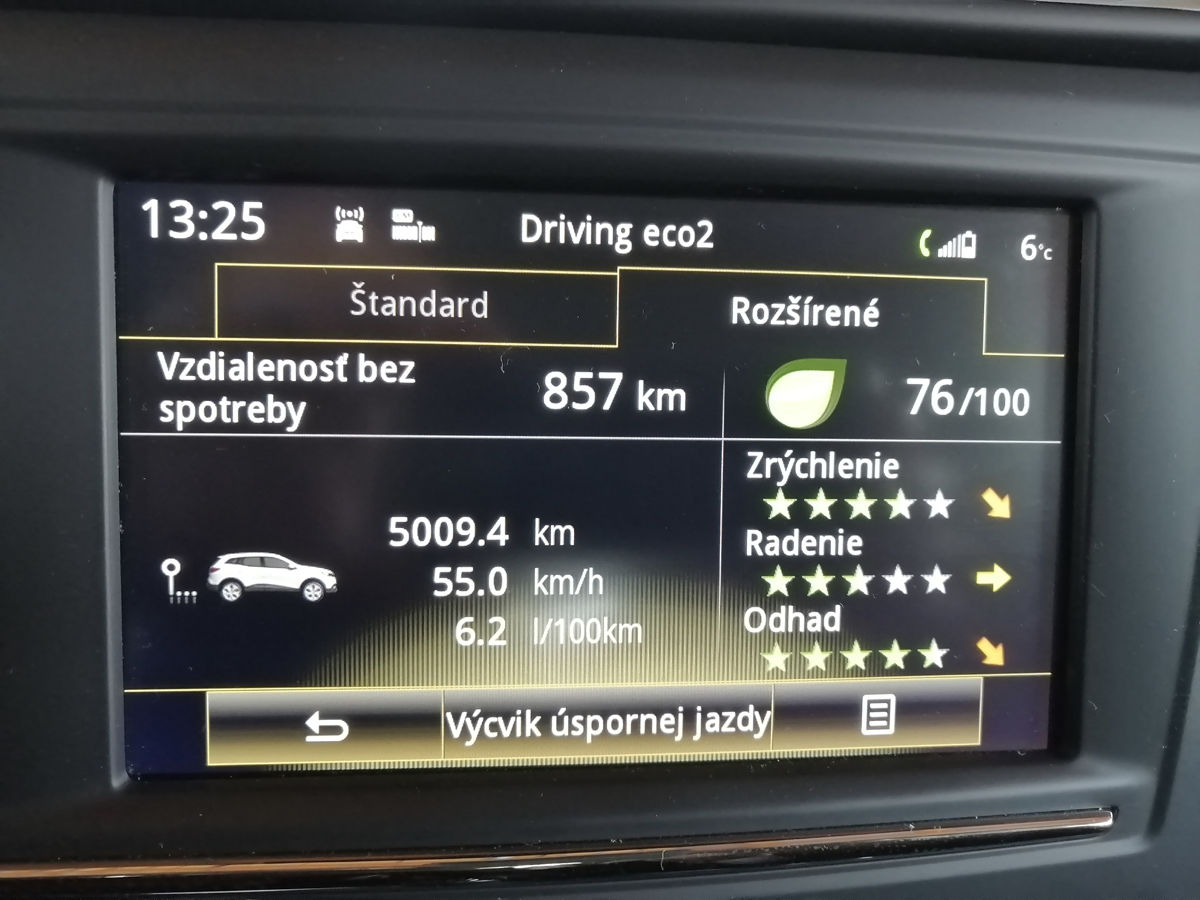 13:25
Driving eco2
6°c
Štandard
Rozšírené
Vzdialenosť bez
spotreby
857 km
76/100
Zrýchlenie
5009.4 km
Radenie
55.0 km/h
Odhad
6.2 l/100km
Výcvik úspornej jazdy